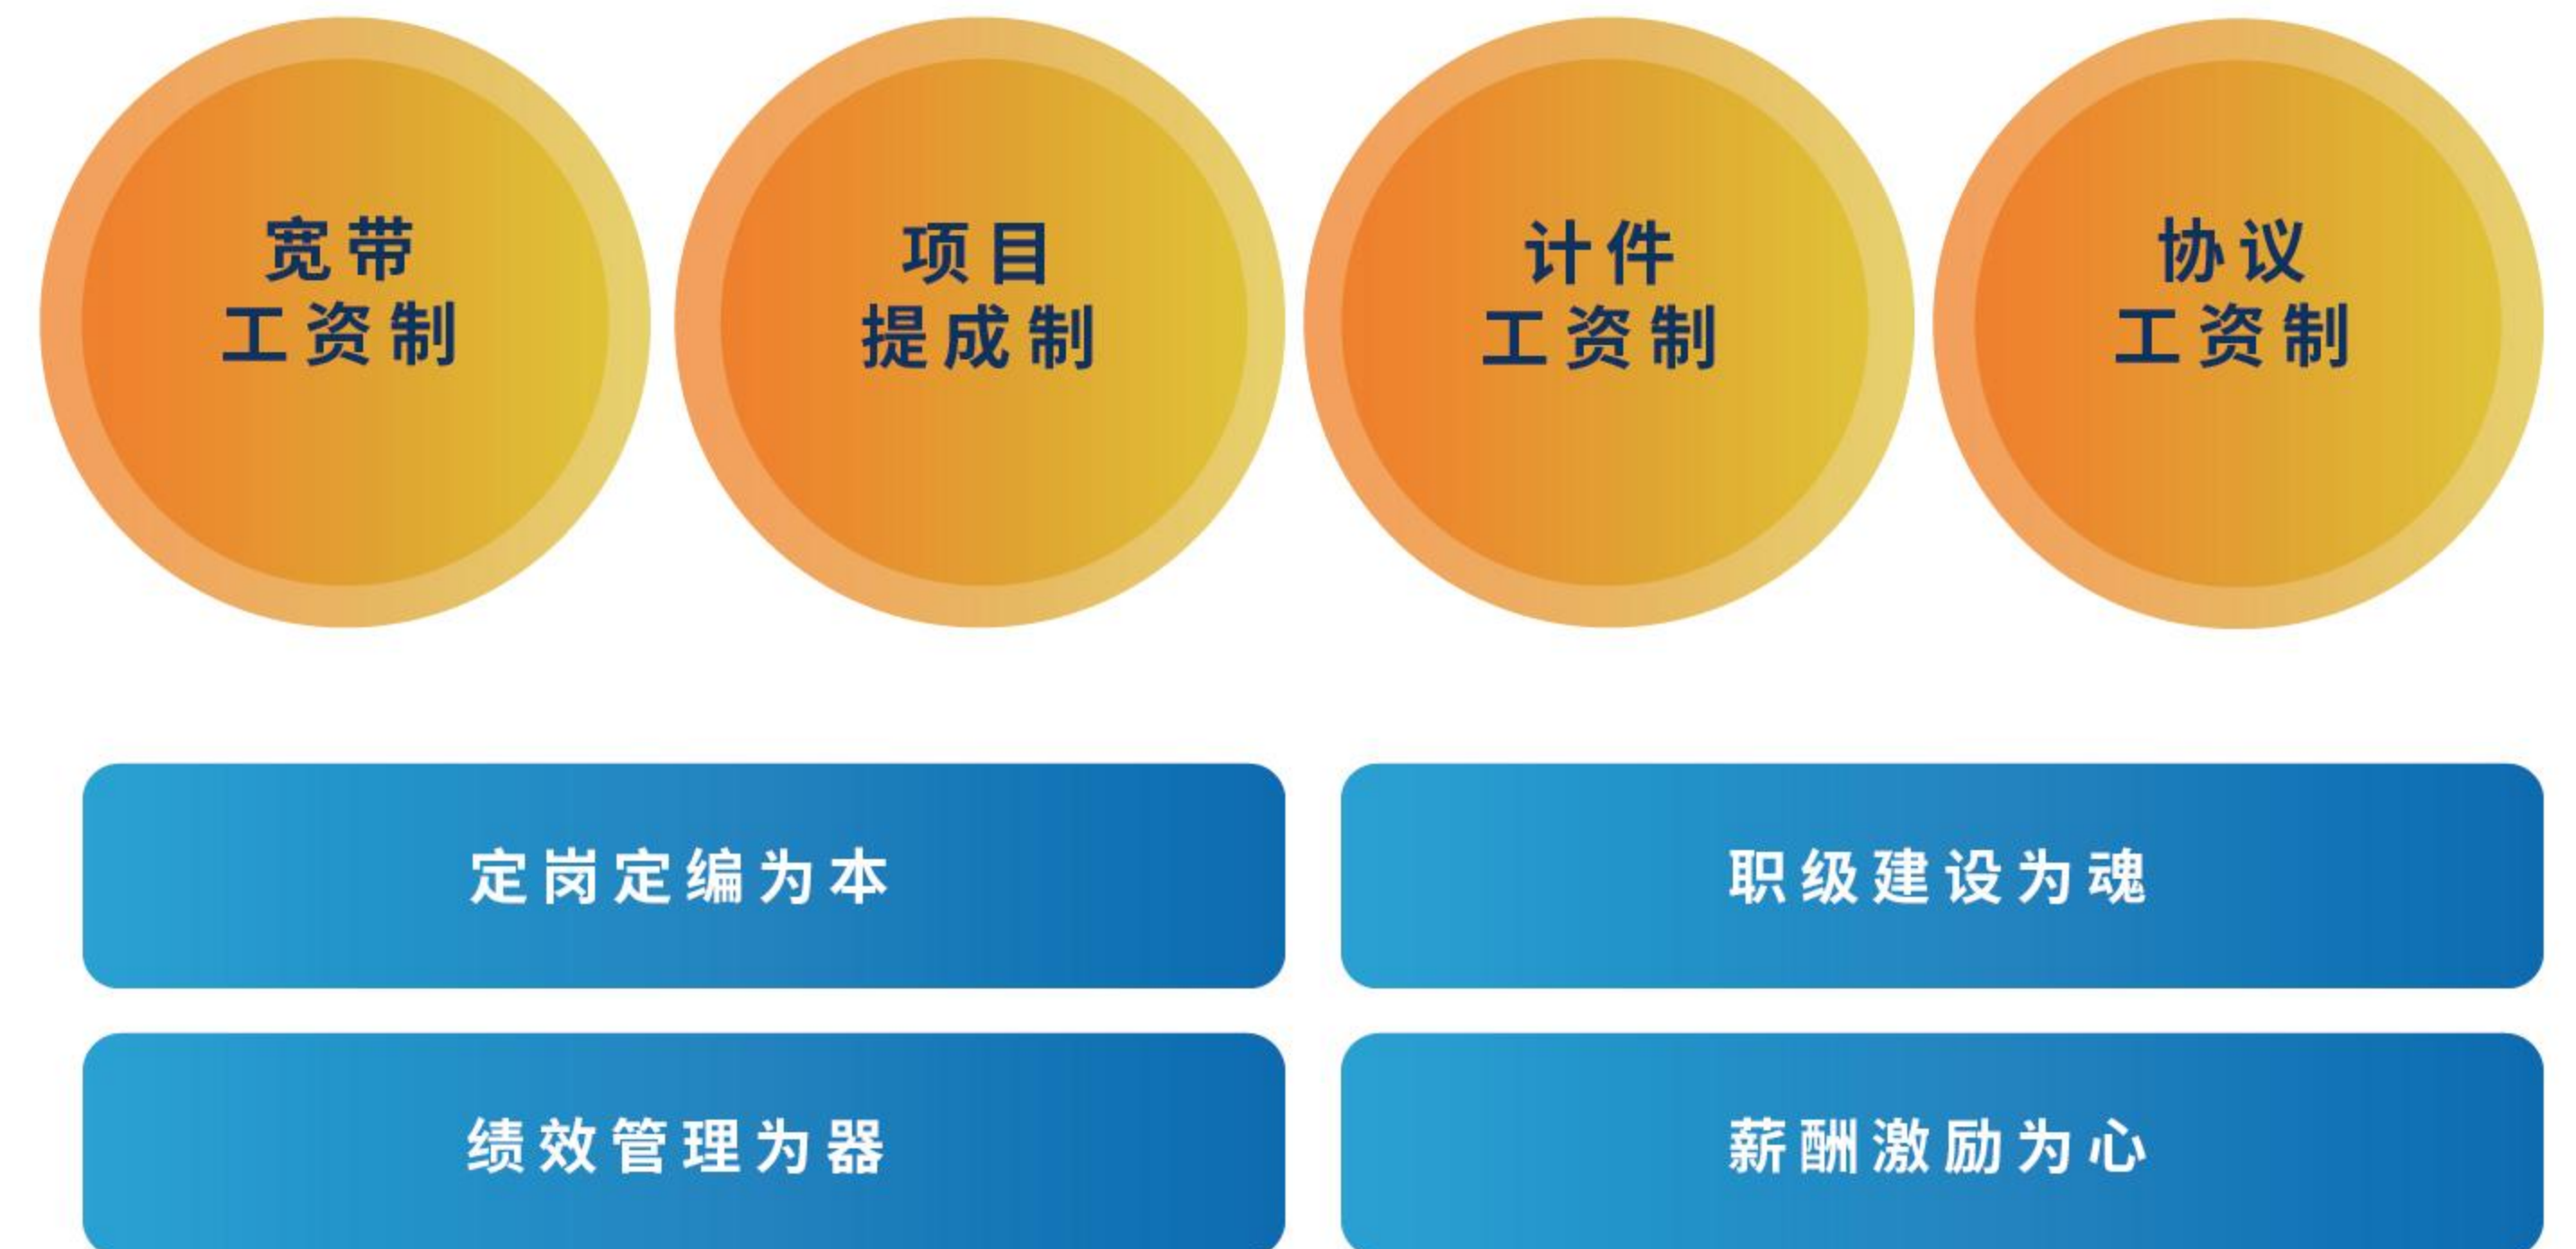 宽带
工资制
项目
提成制
计件
工资制
协议
工资制
定岗定编为本
职级建设为魂
绩效管理为器
薪酬激励为心